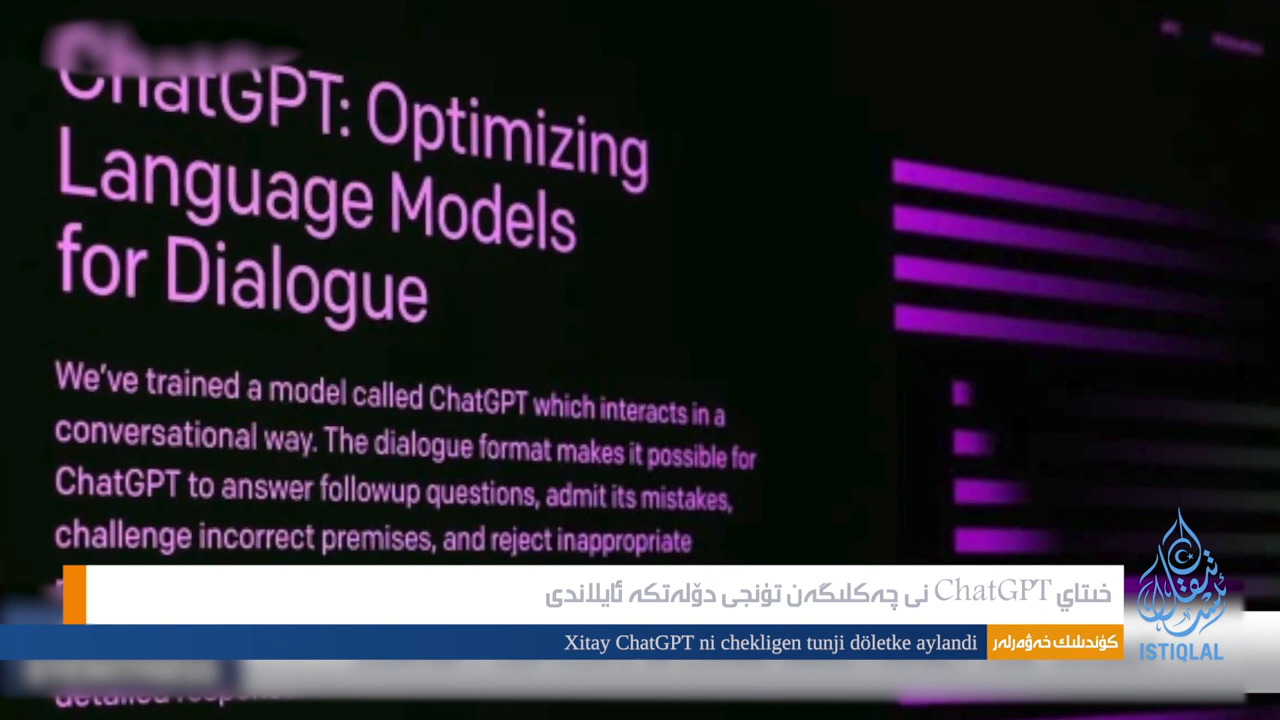 ChatGPT: Optimizing
Language Models
for Dialogue
We've trained a model called ChatGPT which interacts in a
conversational way. The dialogue format makes it possible for
ChatGPT to answer followup questions, admit its mistakes,
challenge incorrect premises, and reject inappropriate
خىتاي ChatGPT نى چەكلىگەن تۈنجى دۆلەتكە ئايلاندى
Xitay ChatGPT ni chekligen tunji döletke aylandi
كۈندىلىك خەۋەرلەر
ئىستىقلال
ISTIQLAL